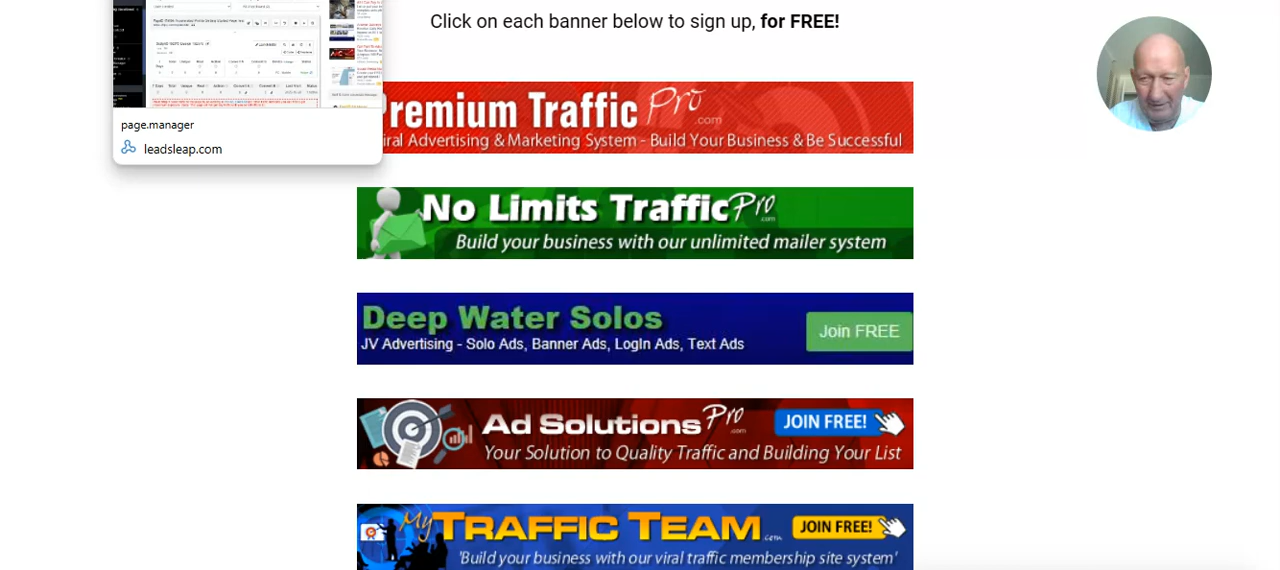 Click on each banner below to sign up, for FREE!
page.manager
leadsleap.com
Premium Traffic Pro .com
iral Advertising & Marketing System - Build Your Business & Be Successful
No Limits Traffic Pro .com
Build your business with our unlimited mailer system
Deep Water Solos
JV Advertising - Solo Ads, Banner Ads, LogIn Ads, Text Ads
Join FREE
Ad Solutions Pro .com
JOIN FREE!
Your Solution to Quality Traffic and Building Your List
My TRAFFIC TEAM .com
JOIN FREE!
'Build your business with our viral traffic membership site system'